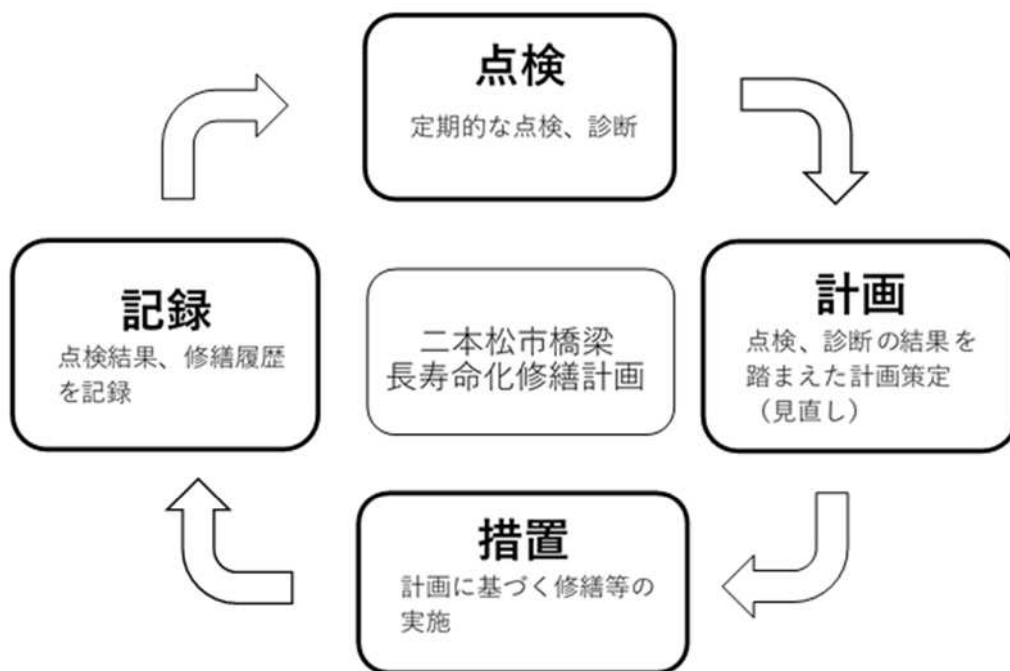 点検
定期的な点検、診断
計画
点検、診断の結果を
踏まえた計画策定
（見直し）
措置
計画に基づく修繕等の
実施
記録
点検結果、修繕履歴
を記録
二本松市橋梁
長寿命化修繕計画